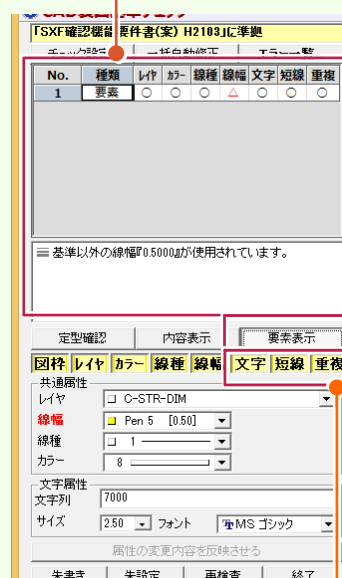 「SXF確認機能要件書(案) H2103」に準拠
No. 種類 レイヤ カラー 線種 線幅 文字 短線 重複
1 要素 ○ ○ ○ △ ○ ○ ○
基準以外の線幅『0.5000』が使用されています。
定型確認 内容表示 要素表示
図枠 レイヤ カラー 線種 線幅 文字 短線 重複
共通属性
レイヤ C-STR-DIM
線幅 Pen 5 [0.50]
線種 1
カラー 8
文字属性
文字列 7000
サイズ 2.50 フォント MS ゴシック
属性の変更内容を反映させる
朱書き 朱設定 再検査 終了